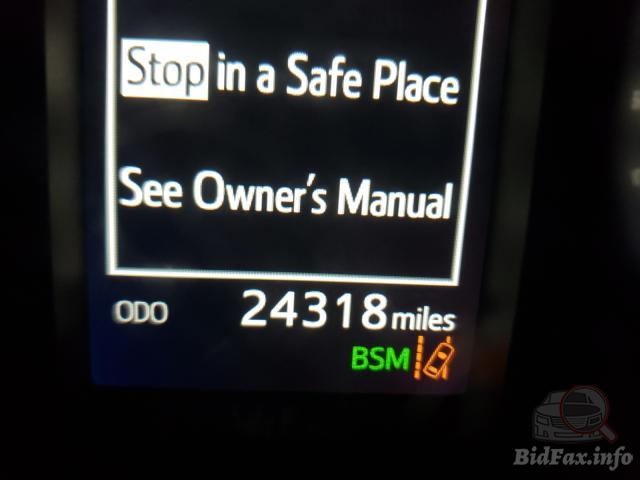 Stop in a Safe Place
See Owner's Manual
ODO 24318 miles
BSM
BidFax.info